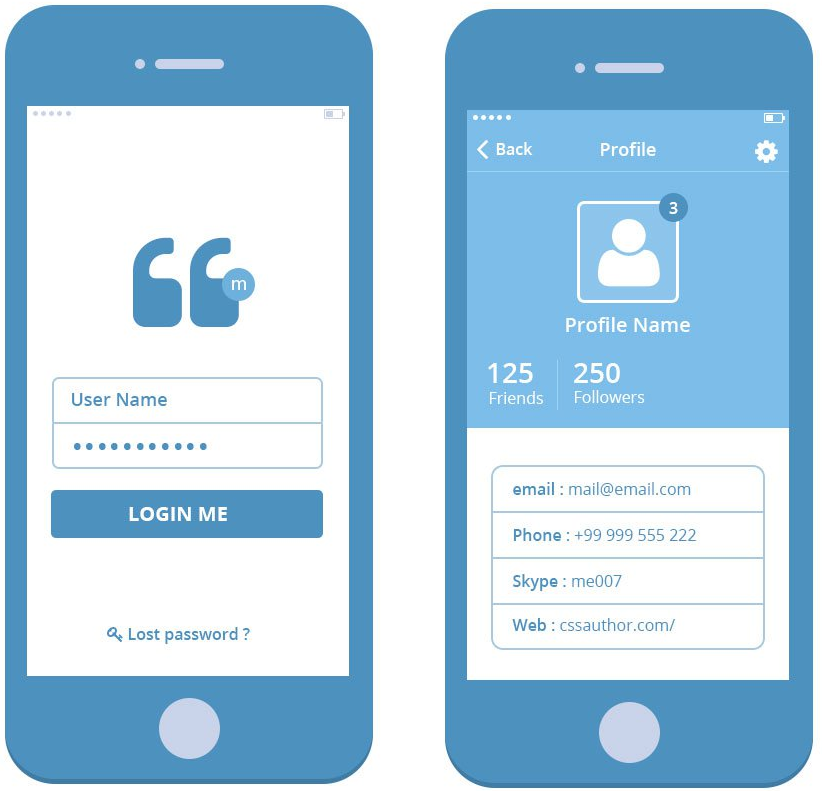 m
User Name
LOGIN ME
Lost password ?
Back Profile
3
Profile Name
125 250
Friends Followers
email : mail@email.com
Phone : +99 999 555 222
Skype : me007
Web : cssauthor.com/